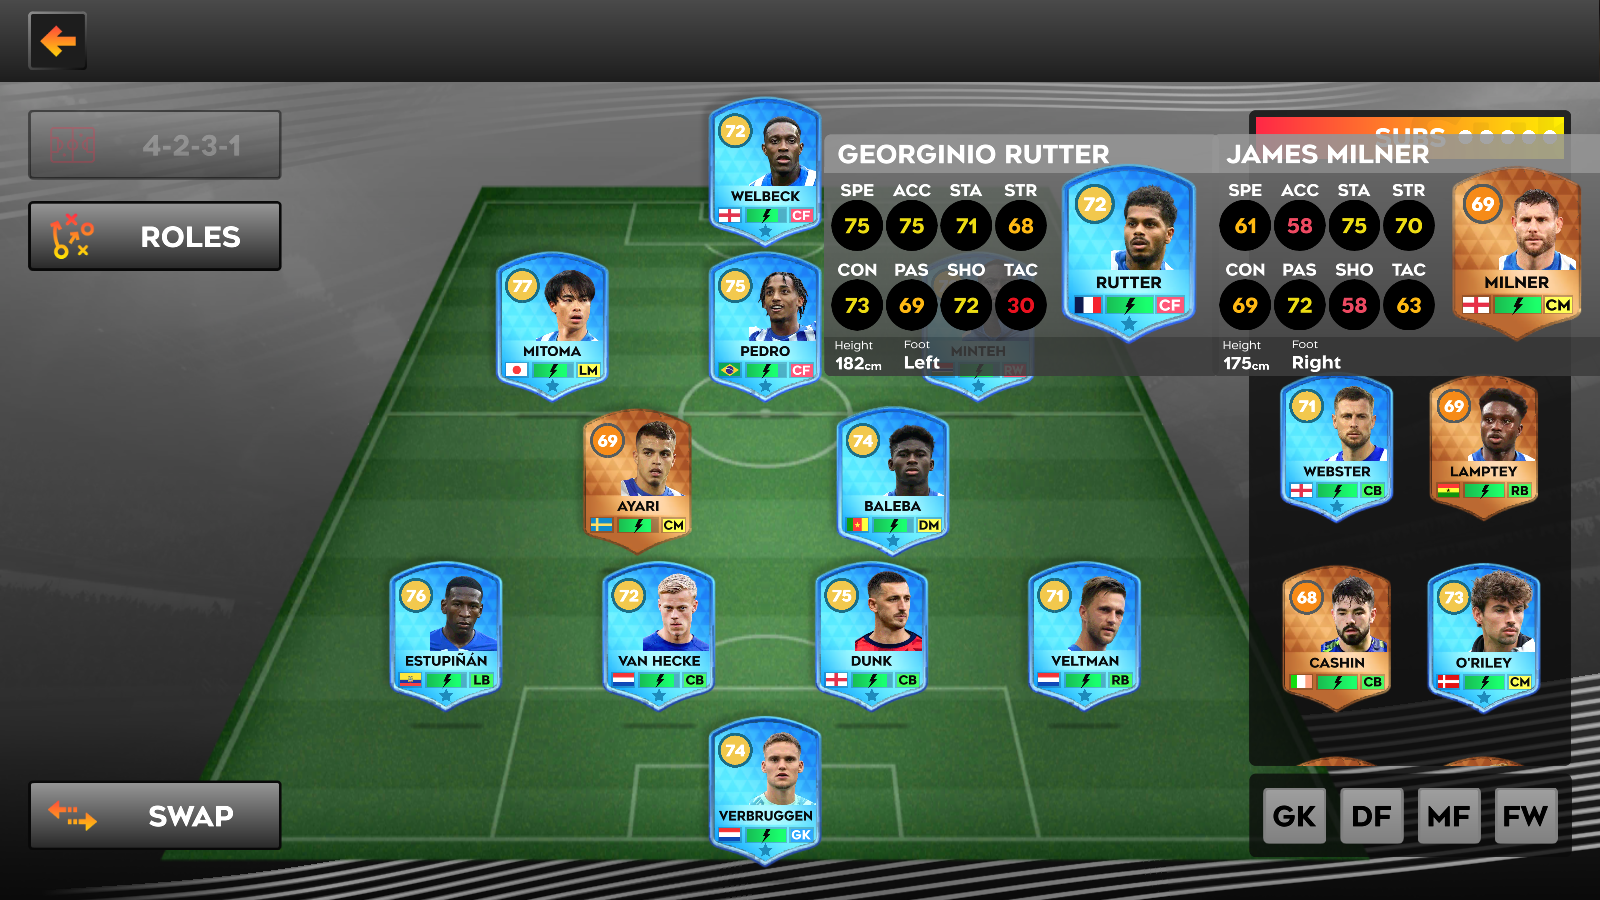 4-2-3-1
ROLES
SWAP
72
WELBECK
CF
77
MITOMA
LM
75
PEDRO
CF
MINTEH
RW
69
AYARI
CM
74
BALEBA
DM
76
ESTUPIÑÁN
LB
72
VAN HECKE
CB
75
DUNK
CB
71
VELTMAN
RB
74
VERBRUGGEN
GK
GEORGINIO RUTTER
SPE ACC STA STR
75 75 71 68
CON PAS SHO TAC
73 69 72 30
Height Foot
182cm Left
72
RUTTER
CF
SUBS
JAMES MILNER
SPE ACC STA STR
61 58 75 70
CON PAS SHO TAC
69 72 58 63
Height Foot
175cm Right
69
MILNER
CM
71
WEBSTER
CB
69
LAMPTEY
RB
68
CASHIN
CB
73
O'RILEY
CM
GK DF MF FW